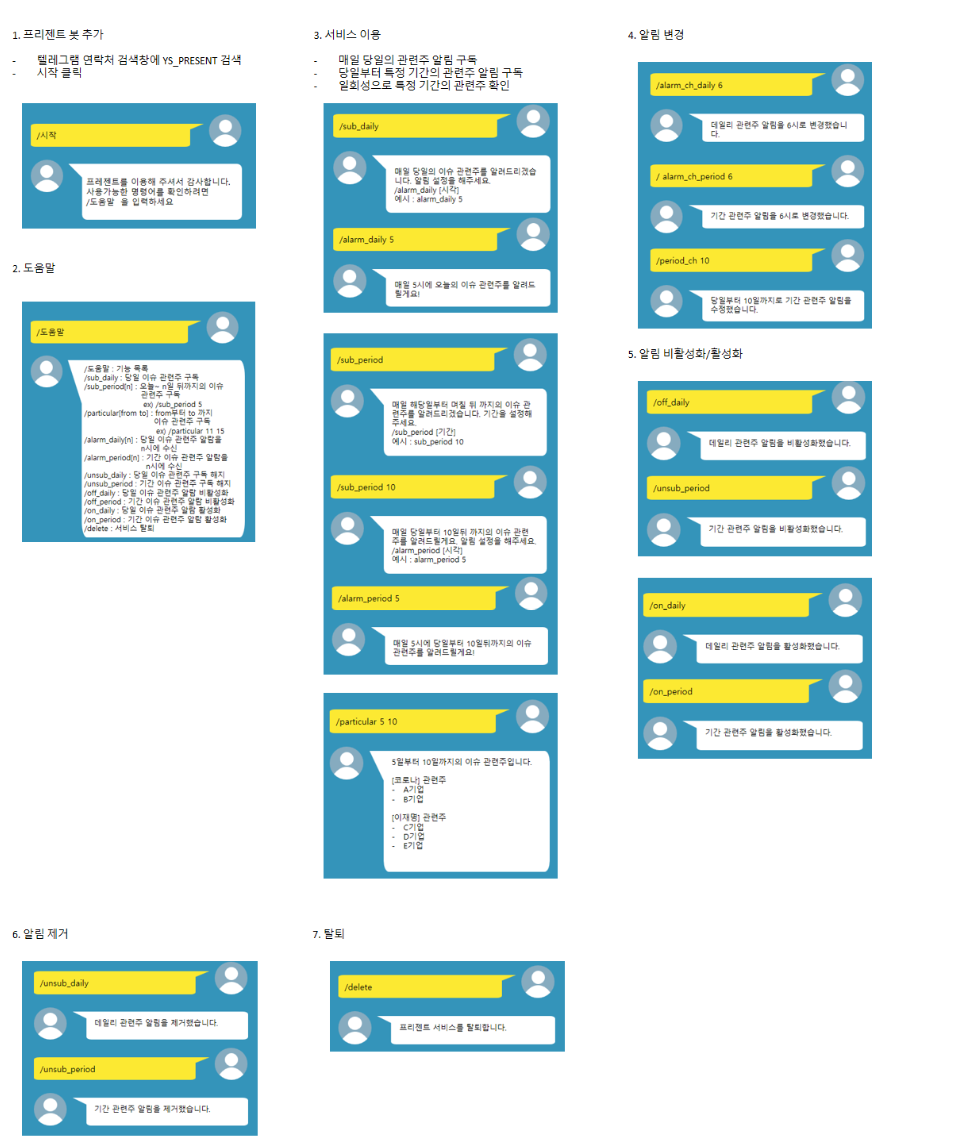 1. 프리젠트 봇 추가
- 텔레그램 연락처 검색창에 YS_PRESENT 검색
- 시작 클릭
/시작
프레젠트를 이용해 주셔서 감사합니다.
사용가능한 명령어를 확인하려면
/도움말 을 입력하세요
2. 도움말
/도움말
/도움말 : 기능 목록
/sub_daily : 당일 이슈 관련주 구독
/sub_period[n] : 오늘~ n일 뒤까지의 이슈
관련주 구독
ex) /sub_period 5
/particular[from to] : from부터 to 까지
이슈 관련주 구독
ex) /particular 11 15
/alarm_daily[n] : 당일 이슈 관련주 알람을
n시에 수신
/alarm_period[n] : 기간 이슈 관련주 알람을
n시에 수신
/unsub_daily : 당일 이슈 관련주 구독 해지
/unsub_period : 기간 이슈 관련주 구독 해지
/off_daily : 당일 이슈 관련주 알람 비활성화
/off_period : 기간 이슈 관련주 알람 비활성화
/on_daily : 당일 이슈 관련주 알람 활성화
/on_period : 기간 이슈 관련주 알람 활성화
/delete : 서비스 탈퇴
3. 서비스 이용
- 매일 당일의 관련주 알림 구독
- 당일부터 특정 기간의 관련주 알림 구독
- 일회성으로 특정 기간의 관련주 확인
/sub_daily
매일 당일의 이슈 관련주를 알려드리겠습
니다. 알림 설정을 해주세요.
/alarm_daily [시각]
예시 : alarm_daily 5
/alarm_daily 5
매일 5시에 오늘의 이슈 관련주를 알려드
릴게요!
/sub_period
매일 해당일부터 며칠 뒤 까지의 이슈 관
련주를 알려드리겠습니다. 기간을 설정해
주세요.
/sub_period [기간]
예시 : sub_period 10
/sub_period 10
매일 당일부터 10일뒤 까지의 이슈 관련
주를 알려드릴게요. 알림 설정을 해주세요.
/alarm_period [시각]
예시 : alarm_period 5
/alarm_period 5
매일 5시에 당일부터 10일뒤까지의 이슈
관련주를 알려드릴게요!
/particular 5 10
5일부터 10일까지의 이슈 관련주입니다.
[코로나] 관련주
- A기업
- B기업
[이재명] 관련주
- C기업
- D기업
- E기업
4. 알림 변경
/alarm_ch_daily 6
데일리 관련주 알림을 6시로 변경했습니
다.
/ alarm_ch_period 6
기간 관련주 알림을 6시로 변경했습니다.
/period_ch 10
당일부터 10일까지로 기간 관련주 알림을
수정했습니다.
5. 알림 비활성화/활성화
/off_daily
데일리 관련주 알림을 비활성화했습니다.
/unsub_period
기간 관련주 알림을 비활성화했습니다.
/on_daily
데일리 관련주 알림을 활성화했습니다.
/on_period
기간 관련주 알림을 활성화했습니다.
6. 알림 제거
/unsub_daily
데일리 관련주 알림을 제거했습니다.
/unsub_period
기간 관련주 알림을 제거했습니다.
7. 탈퇴
/delete
프리젠트 서비스를 탈퇴합니다.